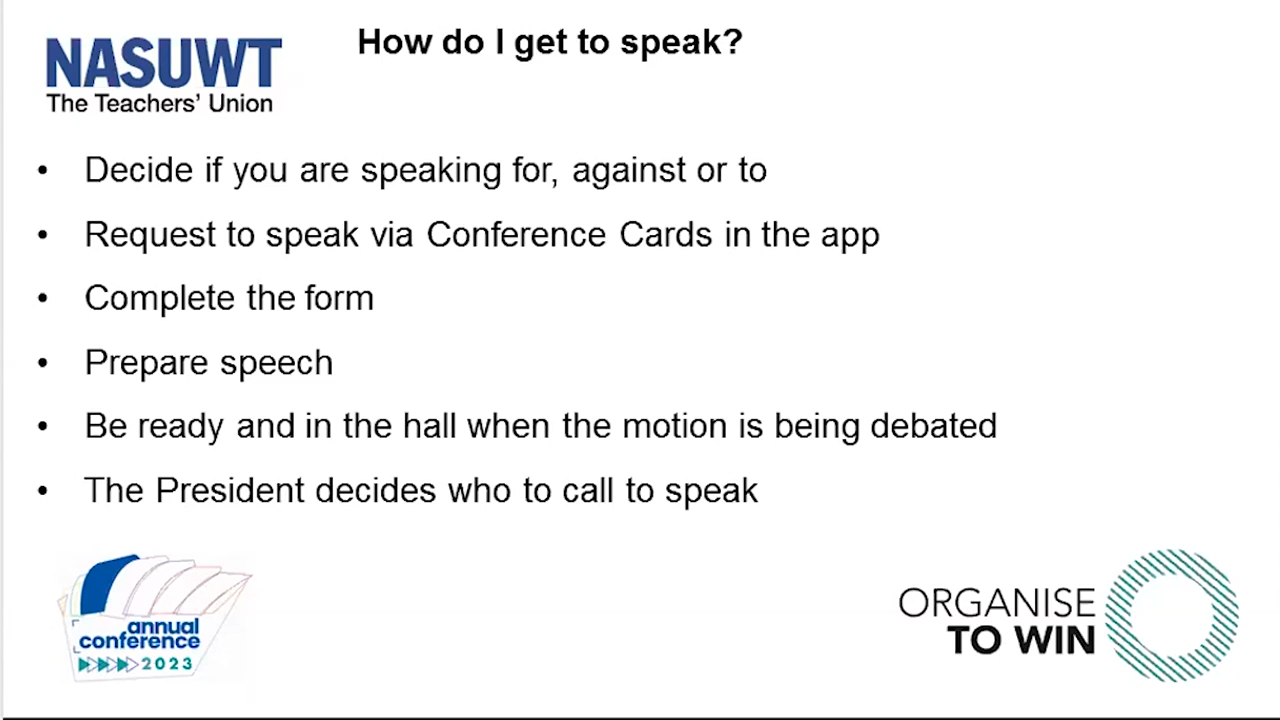 NASUWT
The Teachers' Union
How do I get to speak?
• Decide if you are speaking for, against or to
• Request to speak via Conference Cards in the app
• Complete the form
• Prepare speech
• Be ready and in the hall when the motion is being debated
• The President decides who to call to speak
annual
conference
2023
ORGANISE
TO WIN